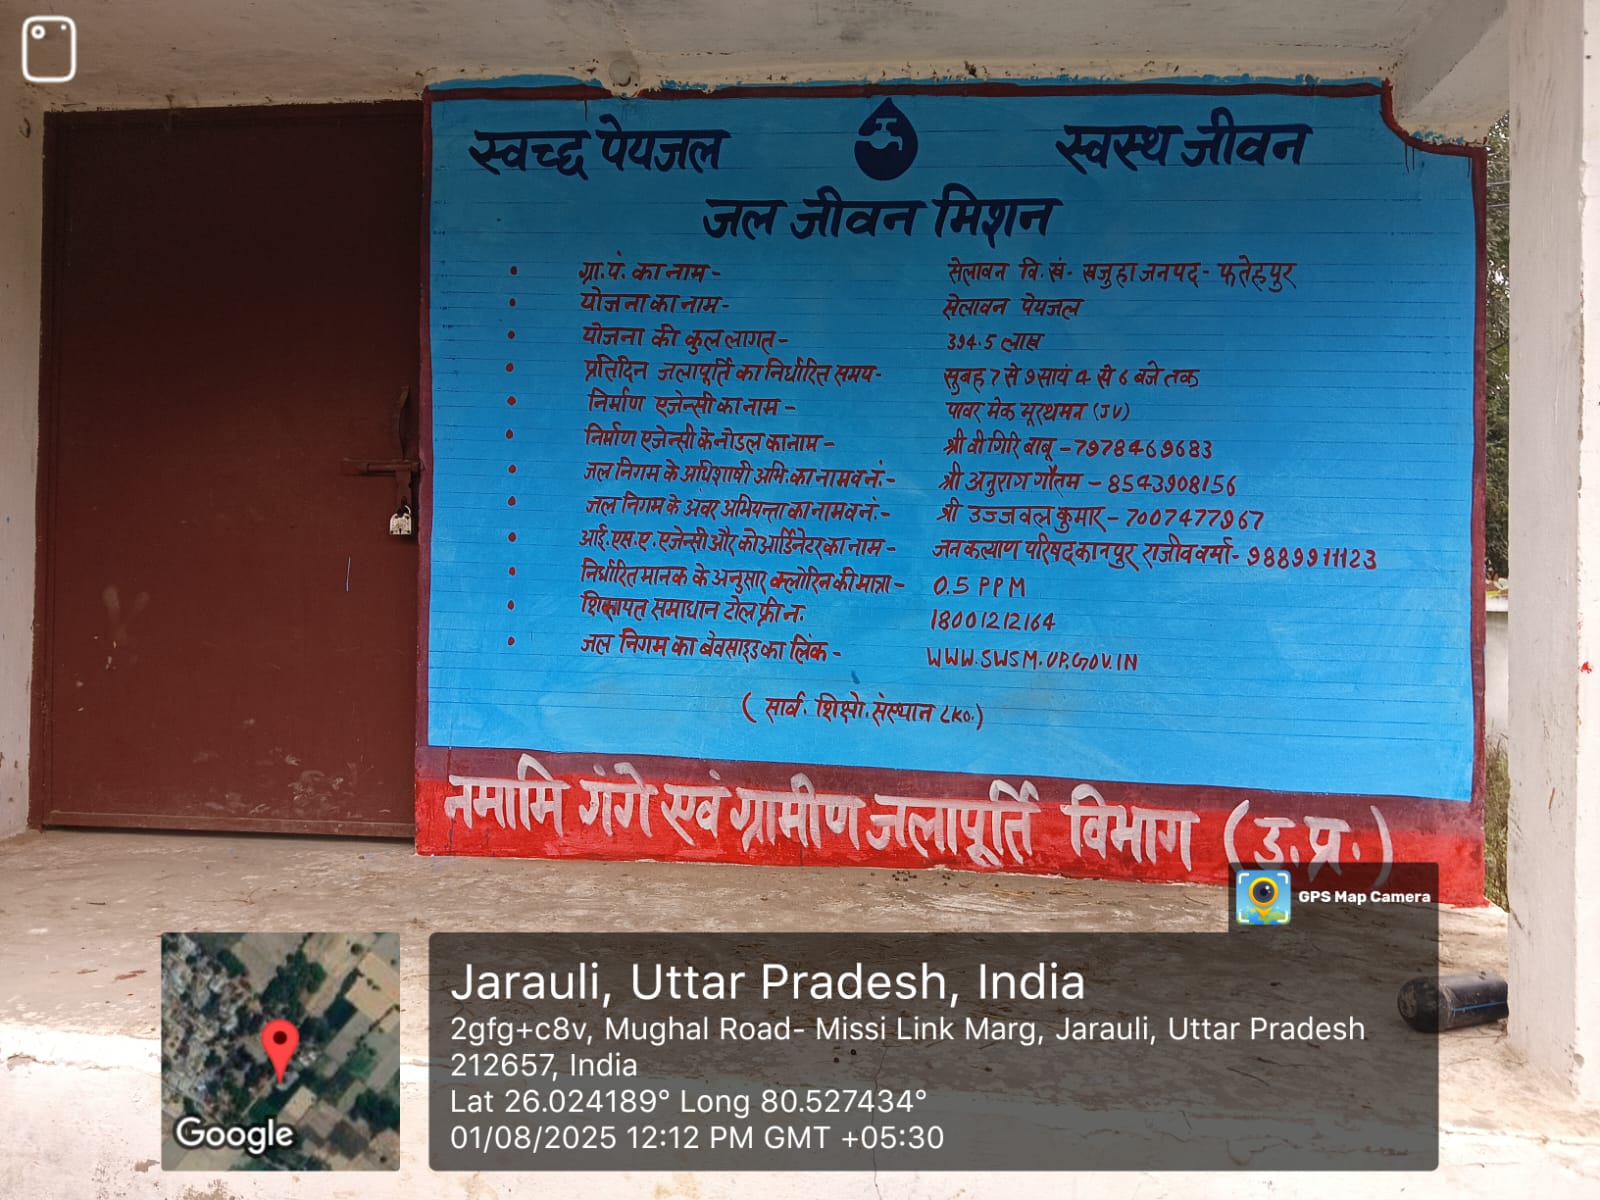 स्वच्छ पेयजल स्वस्थ जीवन
जल जीवन मिशन
• ग्रा.पं. का नाम - सेलावन वि.खं- खजुहा जनपद - फतेहपुर
• योजना का नाम - सेलावन पेयजल
• योजना की कुल लागत - 394.5 लाख
• प्रतिदिन जलापूर्ति का निर्धारित समय - सुबह 7 से 9 सायं 4 से 6 बजे तक
• निर्माण एजेन्सी का नाम - पावर मेक मूरथमन (JV)
• निर्माण एजेन्सी के नोडल का नाम - श्री वी गिरि बाबू - 7978469683
• जल निगम के अधिशाषी अभि. का नाम व नं. - श्री अनुराग गौतम - 8543908156
• जल निगम के अवर अभियन्ता का नाम व नं. - श्री उज्जवल कुमार - 7007477967
• आई.एस.ए. एजेन्सी और कोआर्डिनेटर का नाम - जन कल्याण परिषद कानपुर राजीव वर्मा - 9889911123
• निर्धारित मानक के अनुसार क्लोरिन की मात्रा - 0.5 PPM
• शिकायत समाधान टोल फ्री न. 18001212164
• जल निगम का बेवसाइड का लिंक - WWW.SWSM.UP.GOV.IN
( सार्व. शिक्षो. संस्थान LKO.)
नमामि गंगे एवं ग्रामीण जलापूर्ति विभाग (उ.प्र.)
GPS Map Camera
Jarauli, Uttar Pradesh, India
2gfg+c8v, Mughal Road- Missi Link Marg, Jarauli, Uttar Pradesh
212657, India
Lat 26.024189° Long 80.527434°
01/08/2025 12:12 PM GMT +05:30
Google